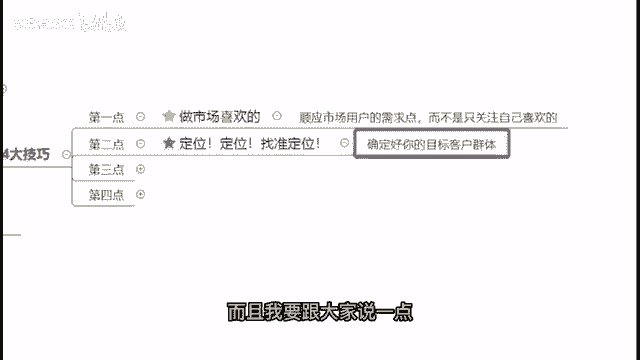 第一点 做市场喜欢的 顺应市场用户的需求点，而不是只关注自己喜欢的
4大技巧 第二点 定位！定位！找准定位！ 确定好你的目标客户群体
第三点
第四点
而且我要跟大家说一点